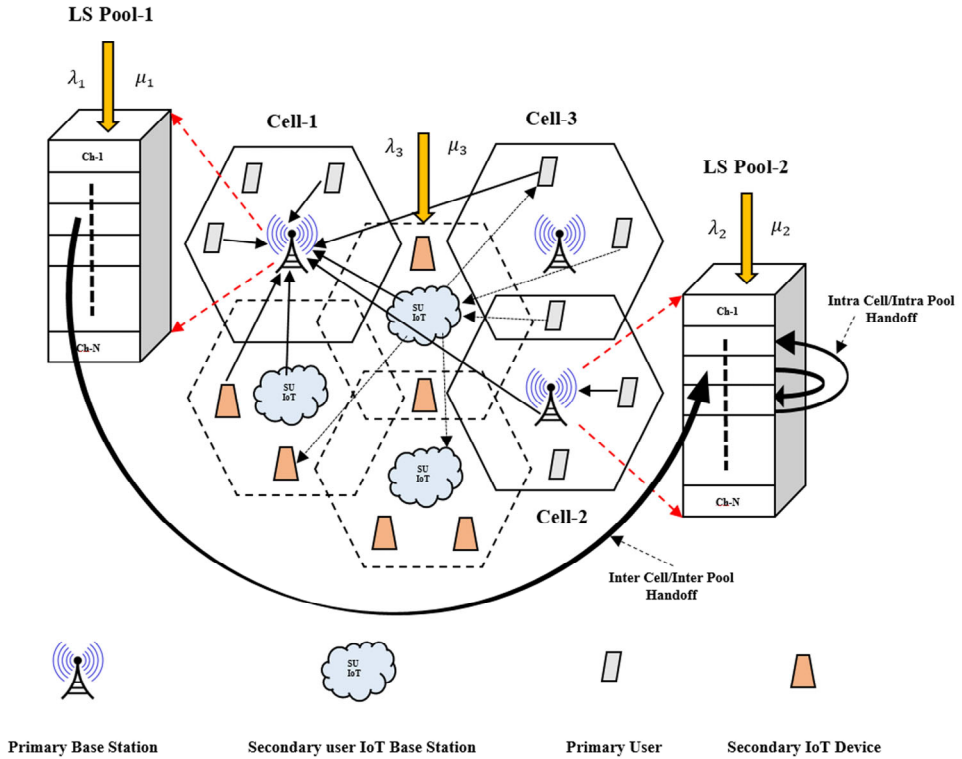 LS Pool-1
λ₁ μ₁
Ch-1
Ch-N
Cell-1
λ₃ μ₃
Cell-3
LS Pool-2
λ₂ μ₂
Ch-1
Ch-N
Intra Cell/Intra Pool
Handoff
SU
IoT
SU
IoT
SU
IoT
Cell-2
Inter Cell/Inter Pool
Handoff
SU
IoT
Primary Base Station
Secondary user IoT Base Station
Primary User
Secondary IoT Device